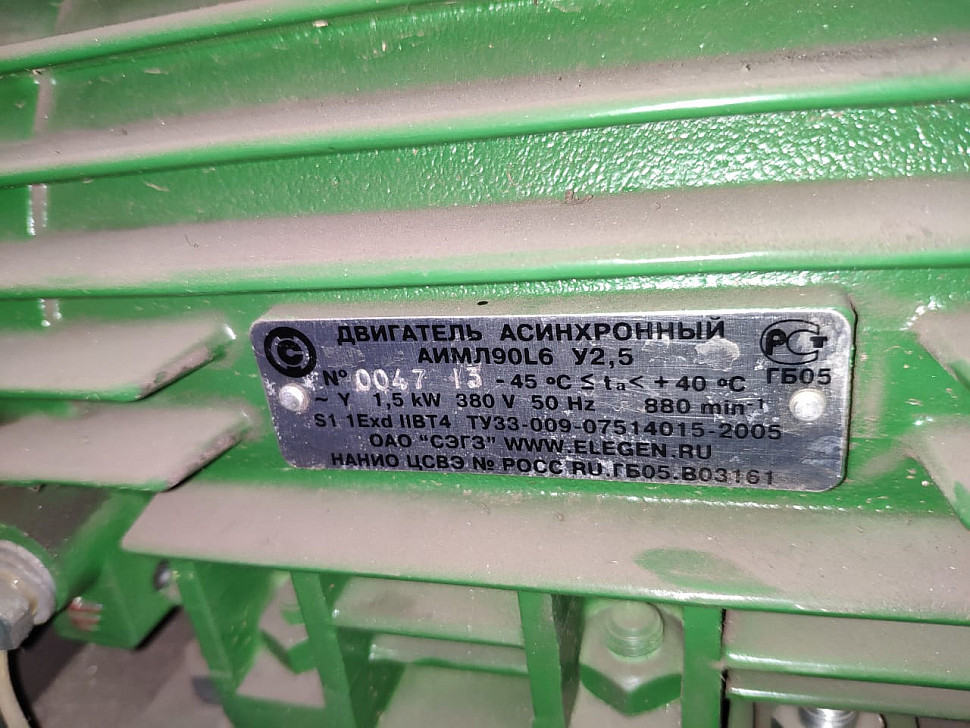 ДВИГАТЕЛЬ АСИНХРОННЫЙ
АИМЛ90L6 У2,5
№ 0047 13 - 45 ºC ≤ ta ≤ + 40 ºC
ГБ05
~ Y 1,5 kW 380 V 50 Hz 880 min⁻¹
S1 1Exd IIBT4 ТУ33-009-07514015-2005
ОАО "СЭГЗ" WWW.ELEGEN.RU
НАНИО ЦСВЭ № РОСС RU.ГБ05.В03161